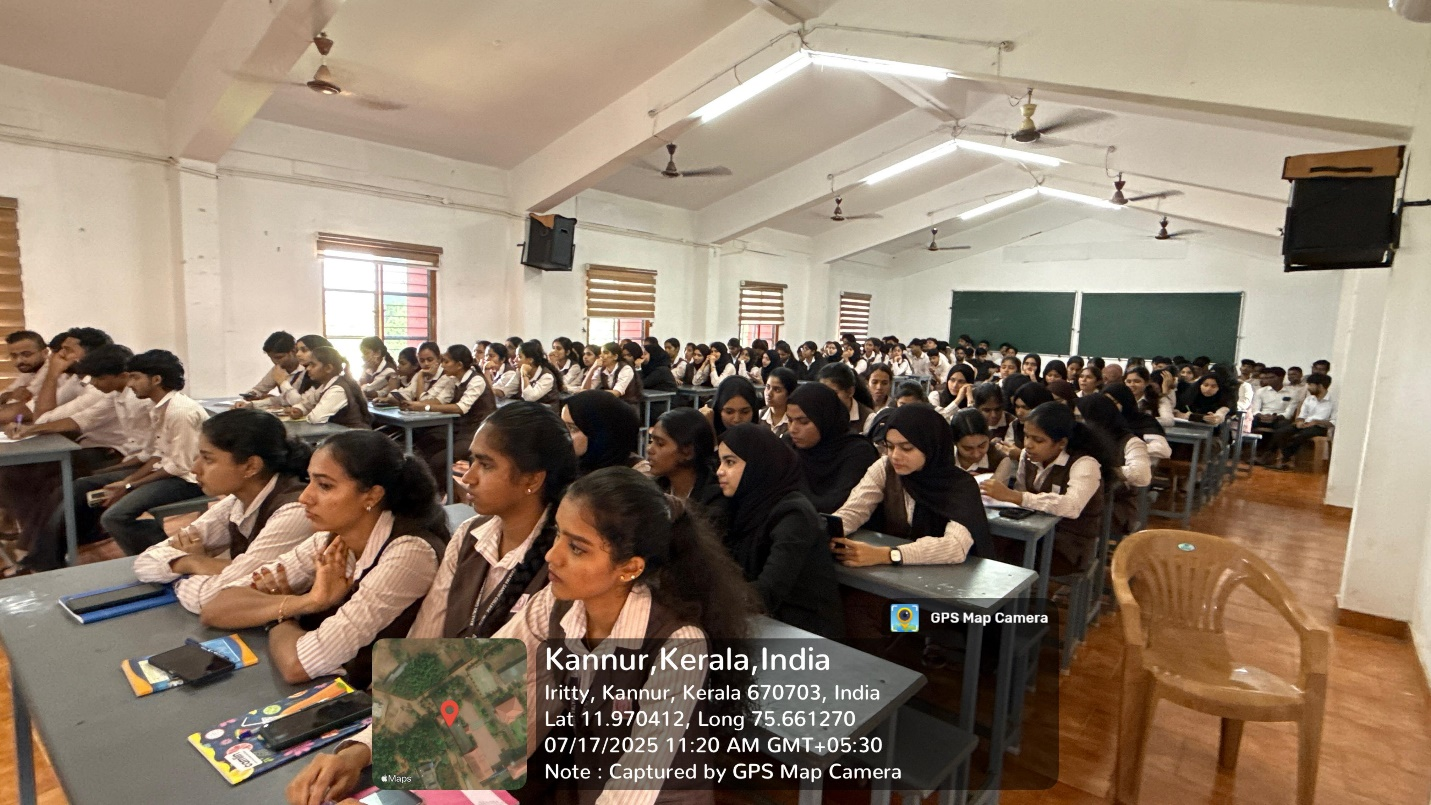 GPS Map Camera
Kannur,Kerala,India
Iritty, Kannur, Kerala 670703, India
Lat 11.970412, Long 75.661270
07/17/2025 11:20 AM GMT+05:30
Note : Captured by GPS Map Camera
Maps